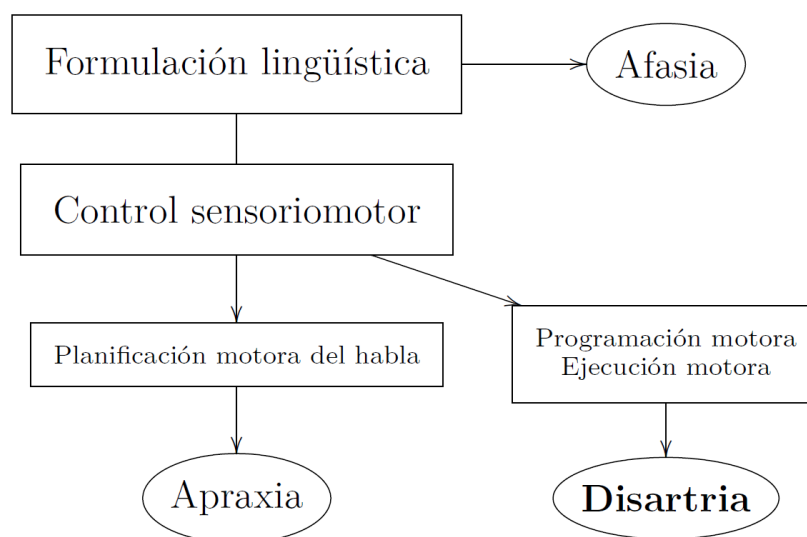 Formulación lingüística
Afasia
Control sensoriomotor
Planificación motora del habla
Programación motora
Ejecución motora
Apraxia
Disartria